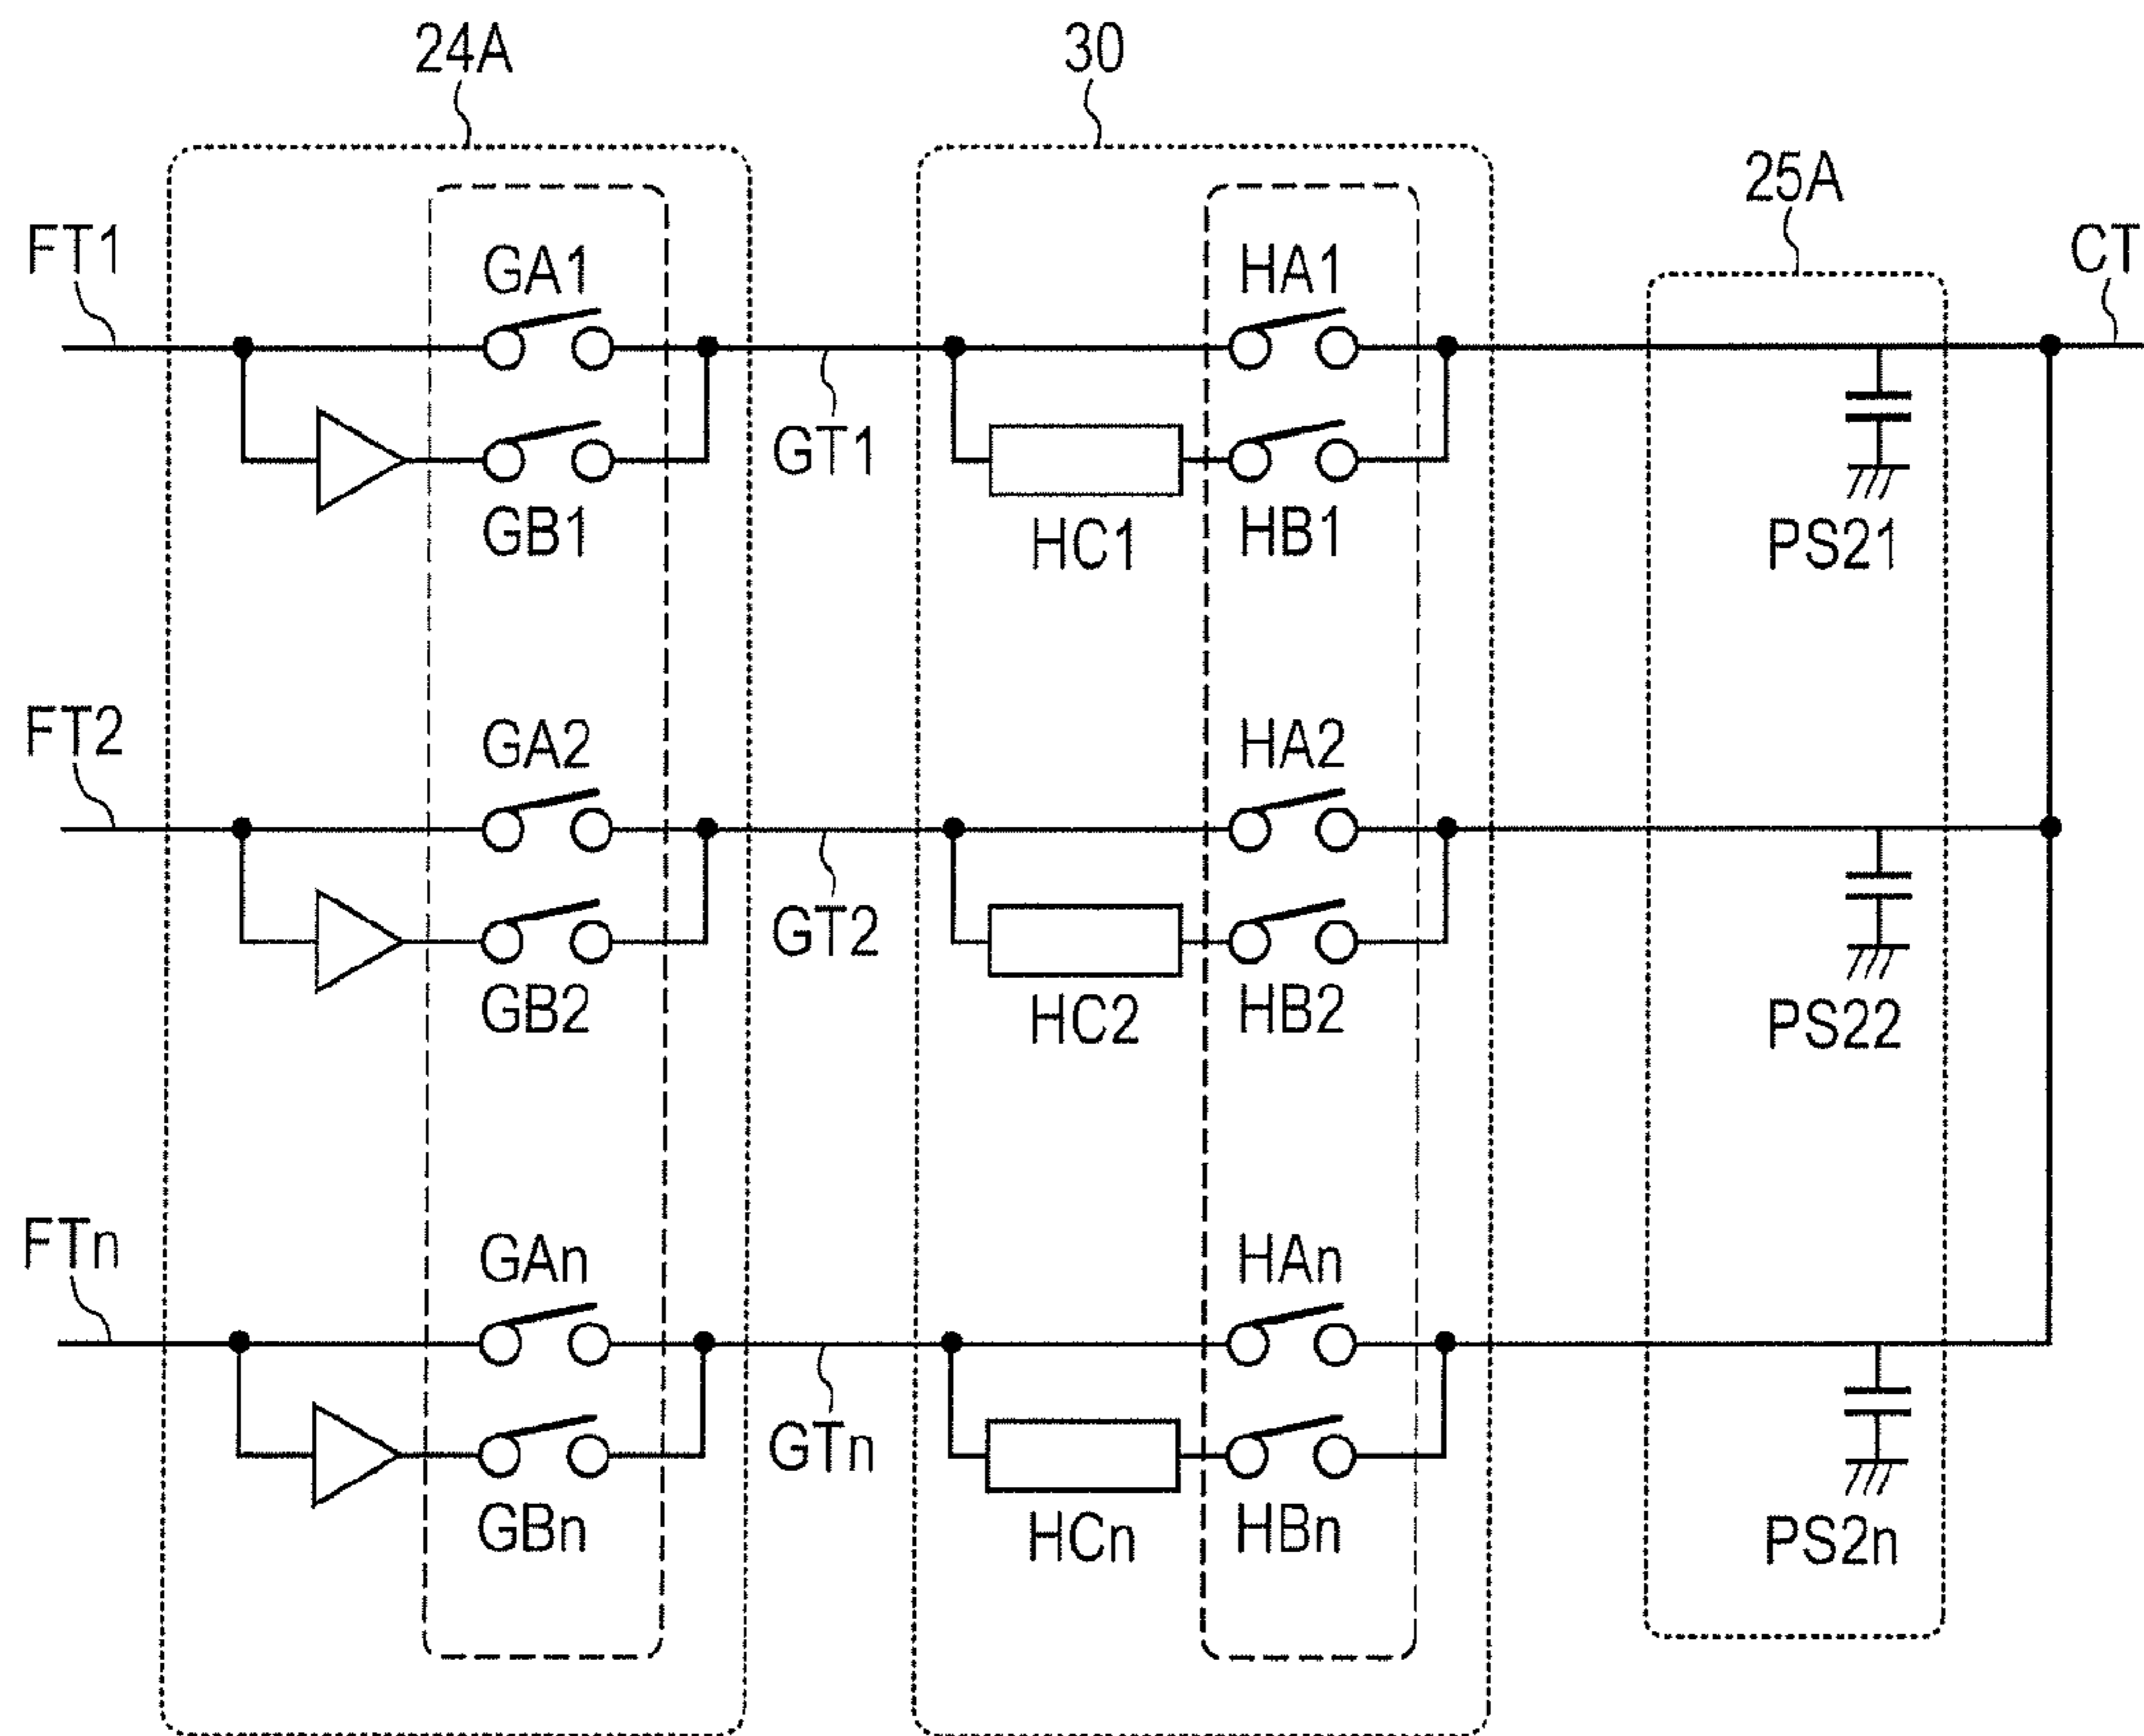 24A
30
25A
CT
FT1
GA1
HA1
GT1
GB1
HC1
HB1
PS21
FT2
GA2
HA2
GT2
GB2
HC2
HB2
PS22
FTn
GAn
HAn
GTn
GBn
HCn
HBn
PS2n